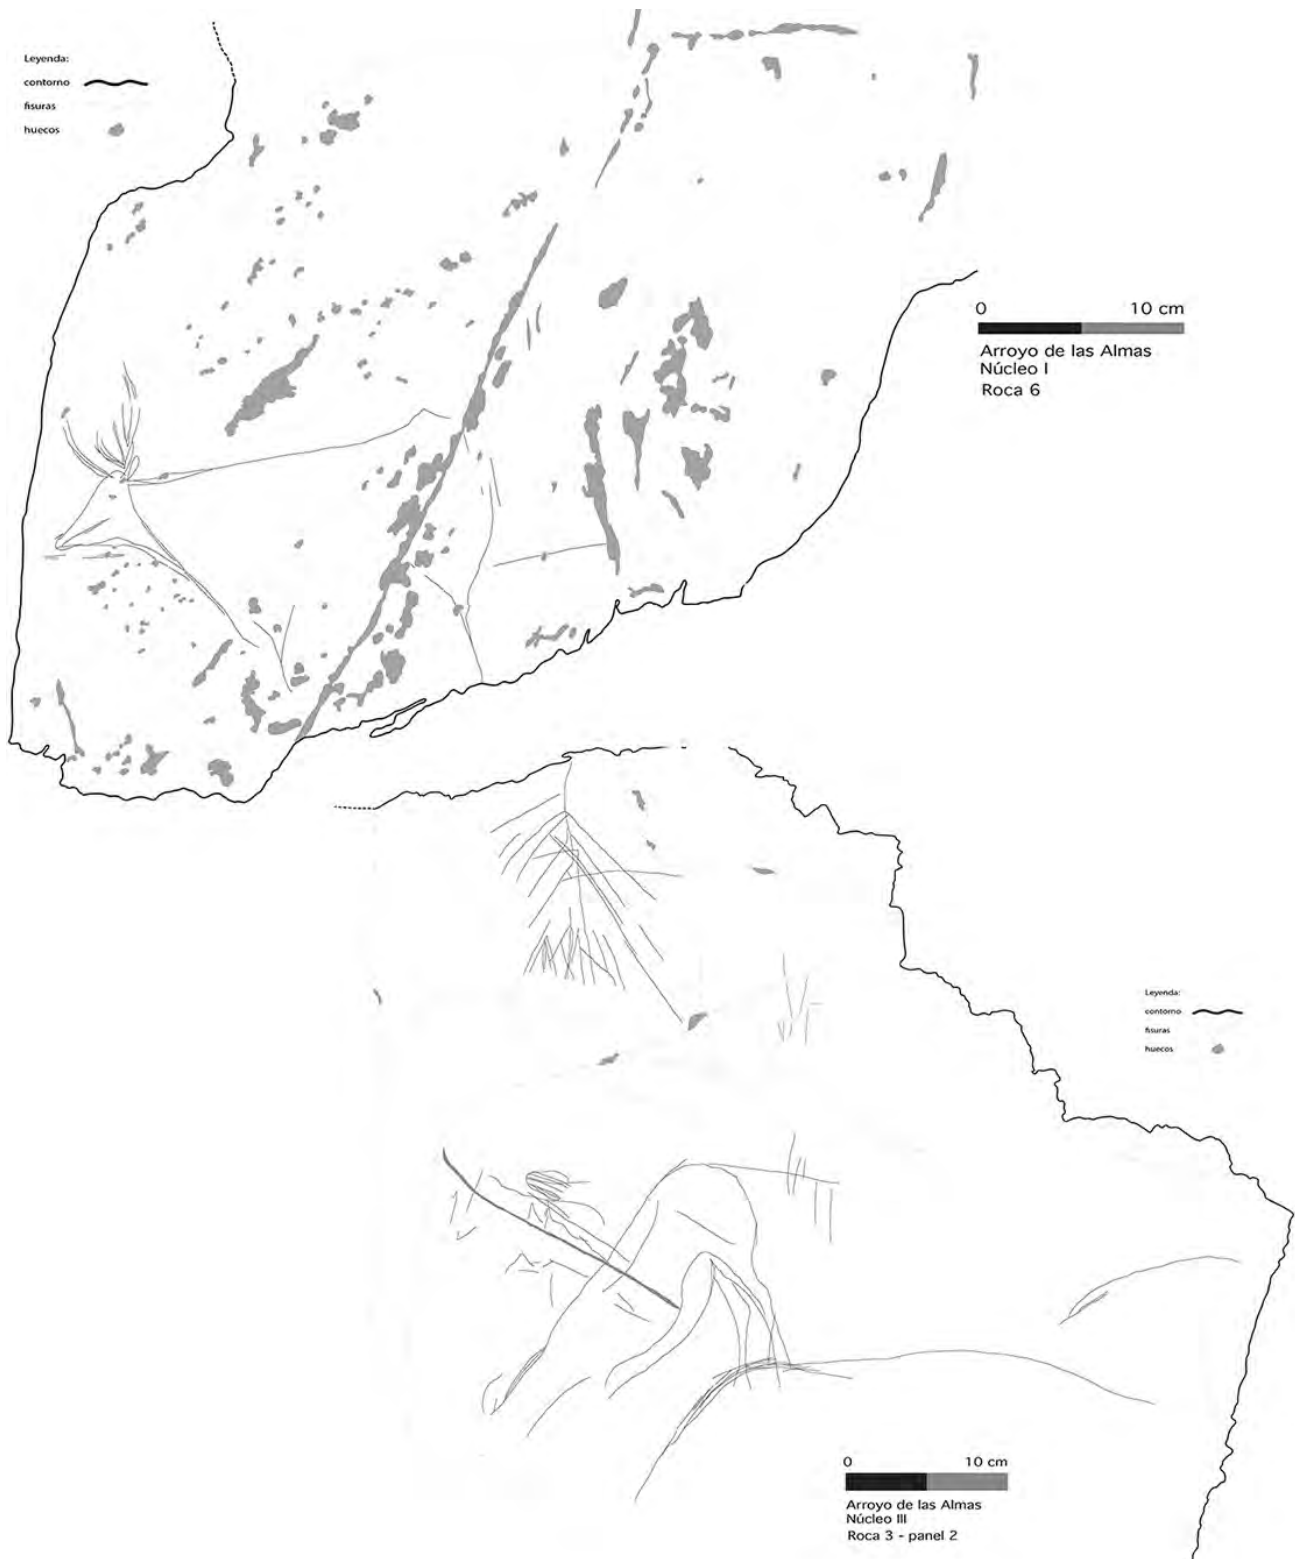 Leyenda:
contorno
fisuras
huecos
0 10 cm
Arroyo de las Almas
Núcleo I
Roca 6
Leyenda:
contorno
fisuras
huecos
0 10 cm
Arroyo de las Almas
Núcleo III
Roca 3 - panel 2